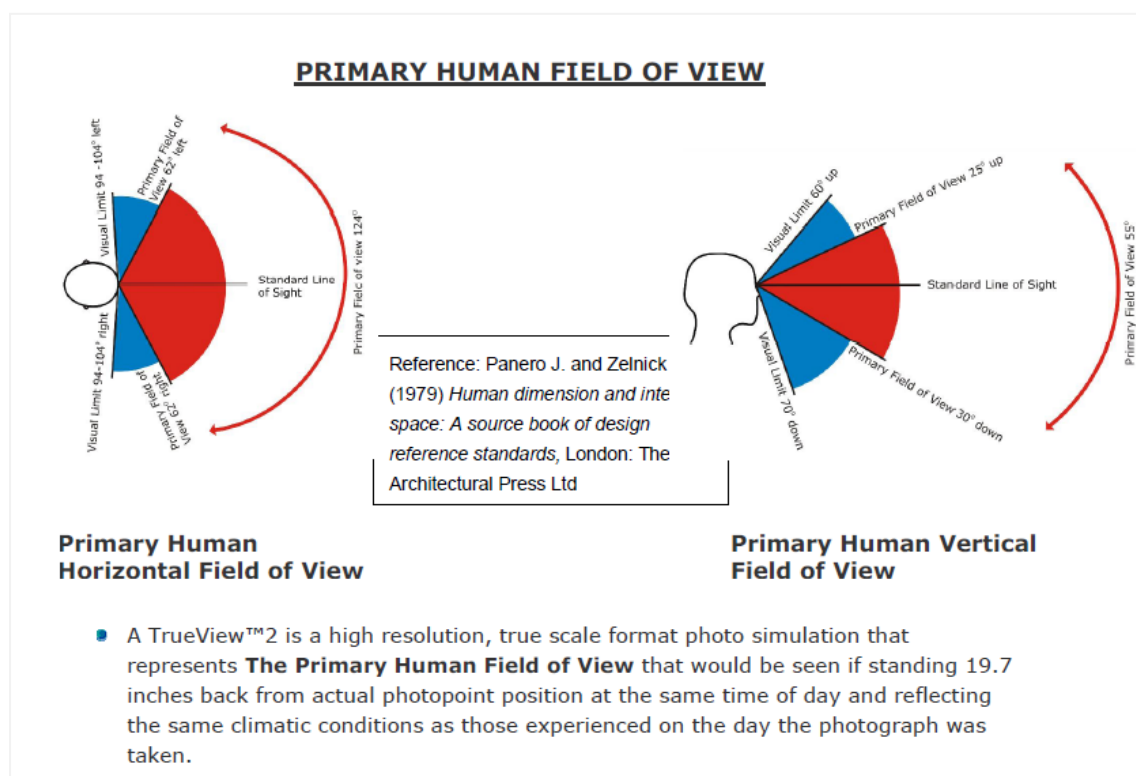 PRIMARY HUMAN FIELD OF VIEW
Visual Limit 94 -104° left
Primary Field of
View 62° left
Primary Field of view 124°
Standard Line
of Sight
Visual Limit 94-104° right
Primary Field of
View 62° right
Visual Limit 60° up
Primary Field of View 25° up
Primary Field of View 55°
Standard Line of Sight
Primary Field of View 30° down
Visual Limit 70° down
Reference: Panero J. and Zelnick
(1979) Human dimension and inte
space: A source book of design
reference standards, London: The
Architectural Press Ltd
Primary Human
Horizontal Field of View
Primary Human Vertical
Field of View
A TrueView™2 is a high resolution, true scale format photo simulation that
represents The Primary Human Field of View that would be seen if standing 19.7
inches back from actual photopoint position at the same time of day and reflecting
the same climatic conditions as those experienced on the day the photograph was
taken.